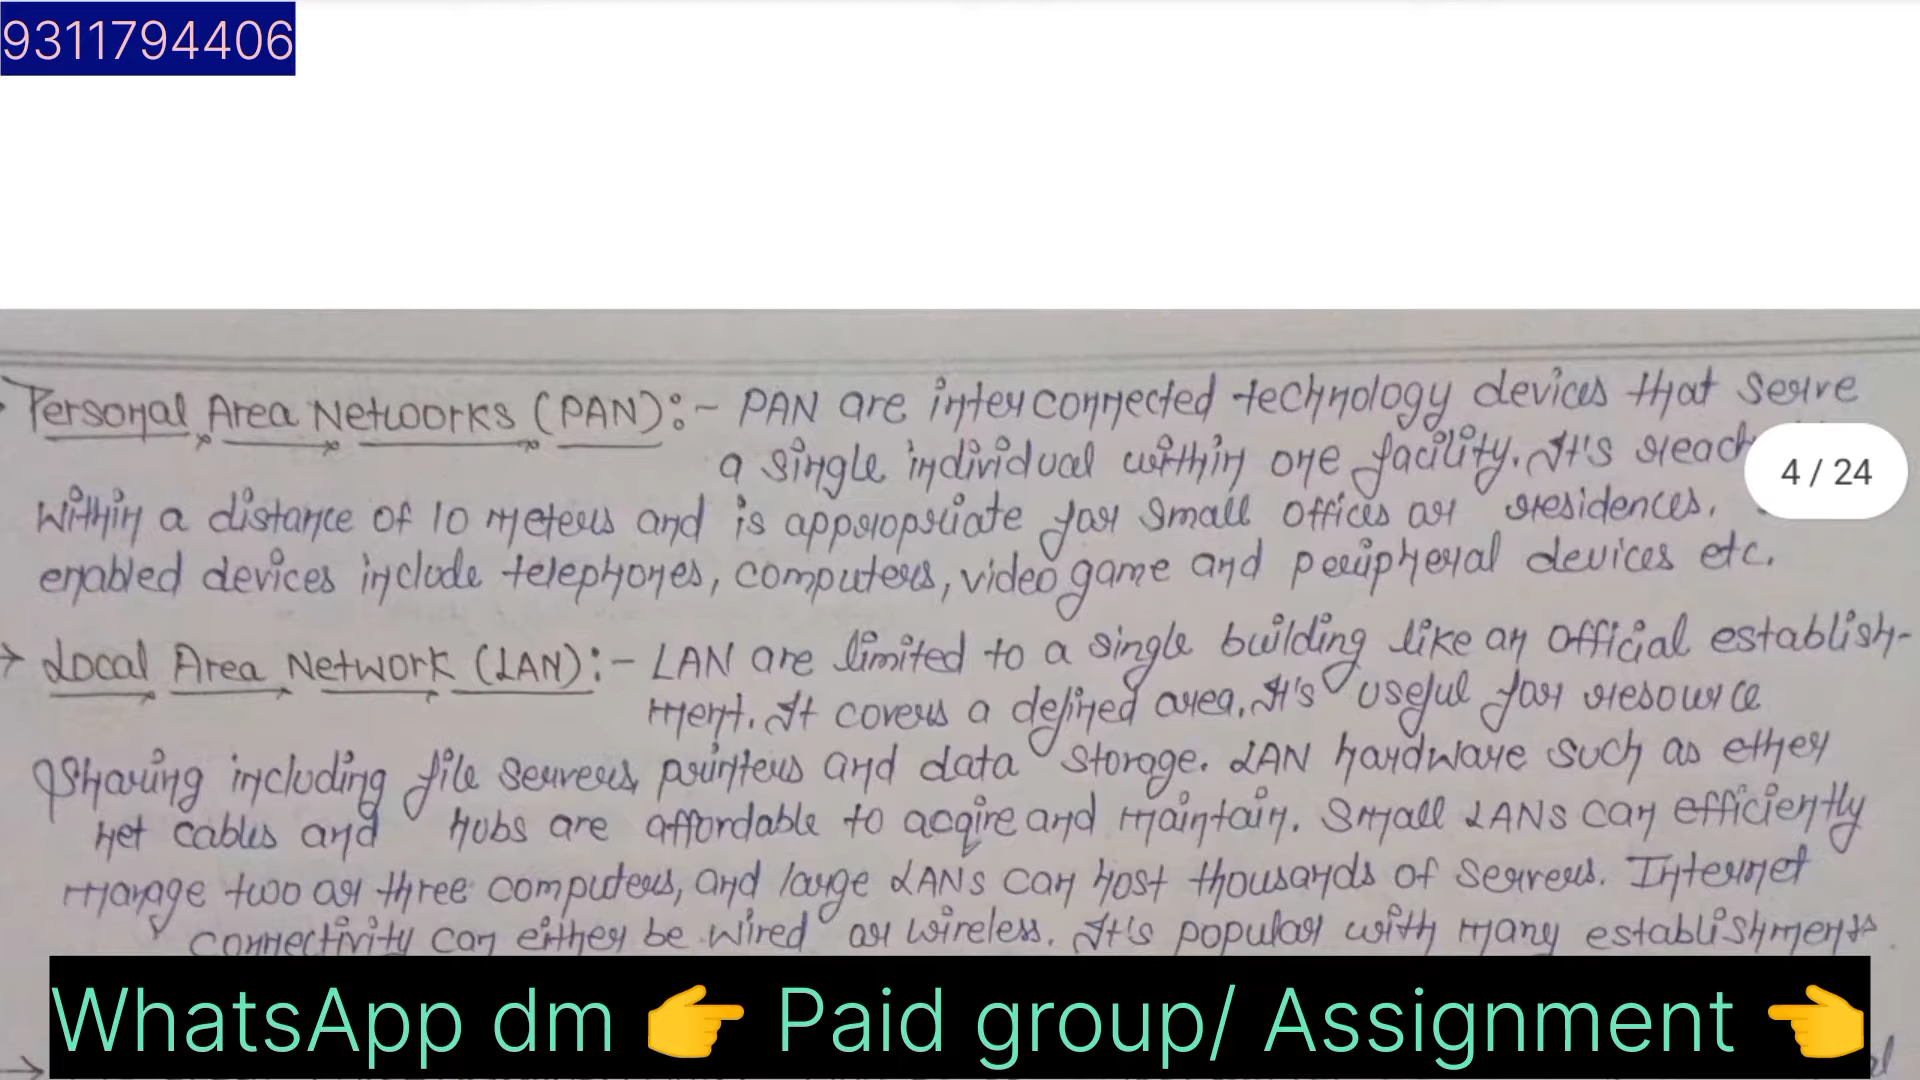 9311794406
Personal Area Networks (PAN):- PAN are interconnected technology devices that serve
4 / 24
a single individual within one facility. It's reach
within a distance of 10 meters and is appropriate for small offices or residences.
enabled devices include telephones, computers, video game and peripheral devices etc.
→ Local Area Network (LAN):- LAN are limited to a single building like an official establish-
ment. It covers a defined area. It's useful for resource
Sharing including file servers, printers and data storage. LAN hardware such as ether
net cables and hubs are affordable to acqire and maintain. Small LANs can efficiently
manage two or three computers, and large LANs can host thousands of servers. Internet
connectivity can either be wired or wireless. It's popular with many establishments.
WhatsApp dm 👉 Paid group/ Assignment 👈